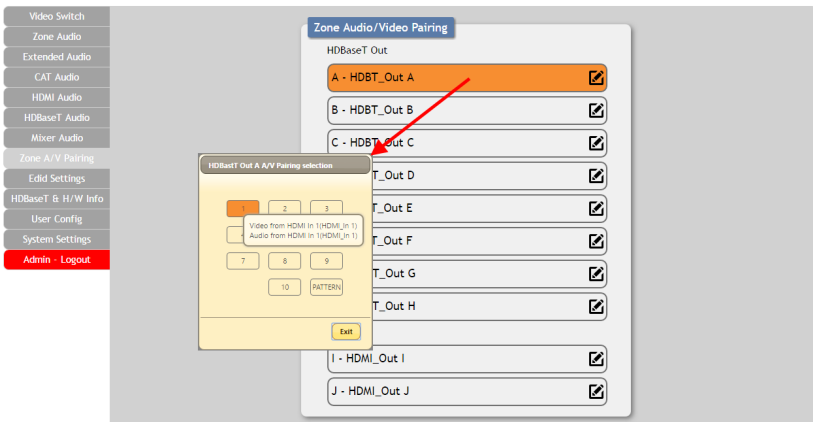 Video Switch
Zone Audio
Extended Audio
CAT Audio
HDMI Audio
HDBaseT Audio
Mixer Audio
Zone A/V Pairing
Edid Settings
HDBaseT & H/W Info
User Config
System Settings
Admin - Logout
Zone Audio/Video Pairing
HDBaseT Out
A - HDBT_Out A
B - HDBT_Out B
C - HDBT_Out C
T_Out D
T_Out E
T_Out F
T_Out G
T_Out H
I - HDMI_Out I
J - HDMI_Out J
HDBastT Out A A/V Pairing selection
1 2 3
Video from HDMI In 1(HDMI_In 1)
Audio from HDMI In 1(HDMI_In 1)
7 8 9
10 PATTERN
Exit